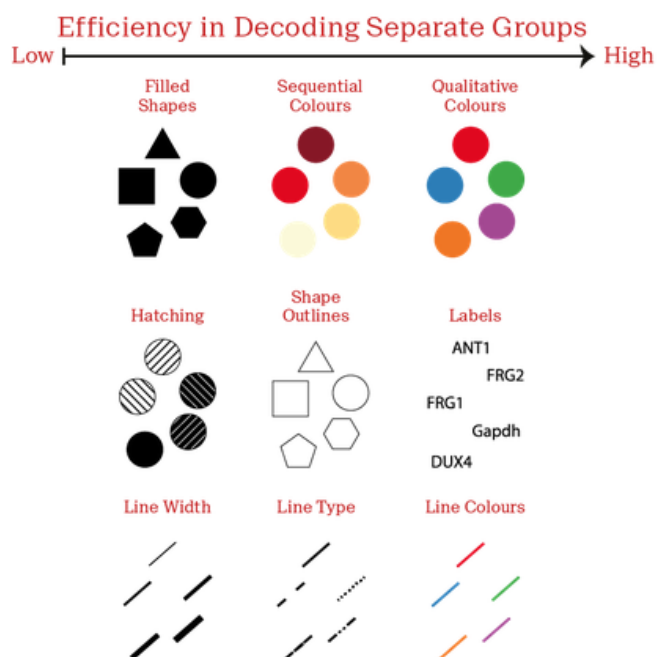 Efficiency in Decoding Separate Groups
Low
High
Filled
Shapes
Sequential
Colours
Qualitative
Colours
Hatching
Shape
Outlines
Labels
ANT1
FRG2
FRG1
Gapdh
DUX4
Line Width
Line Type
Line Colours